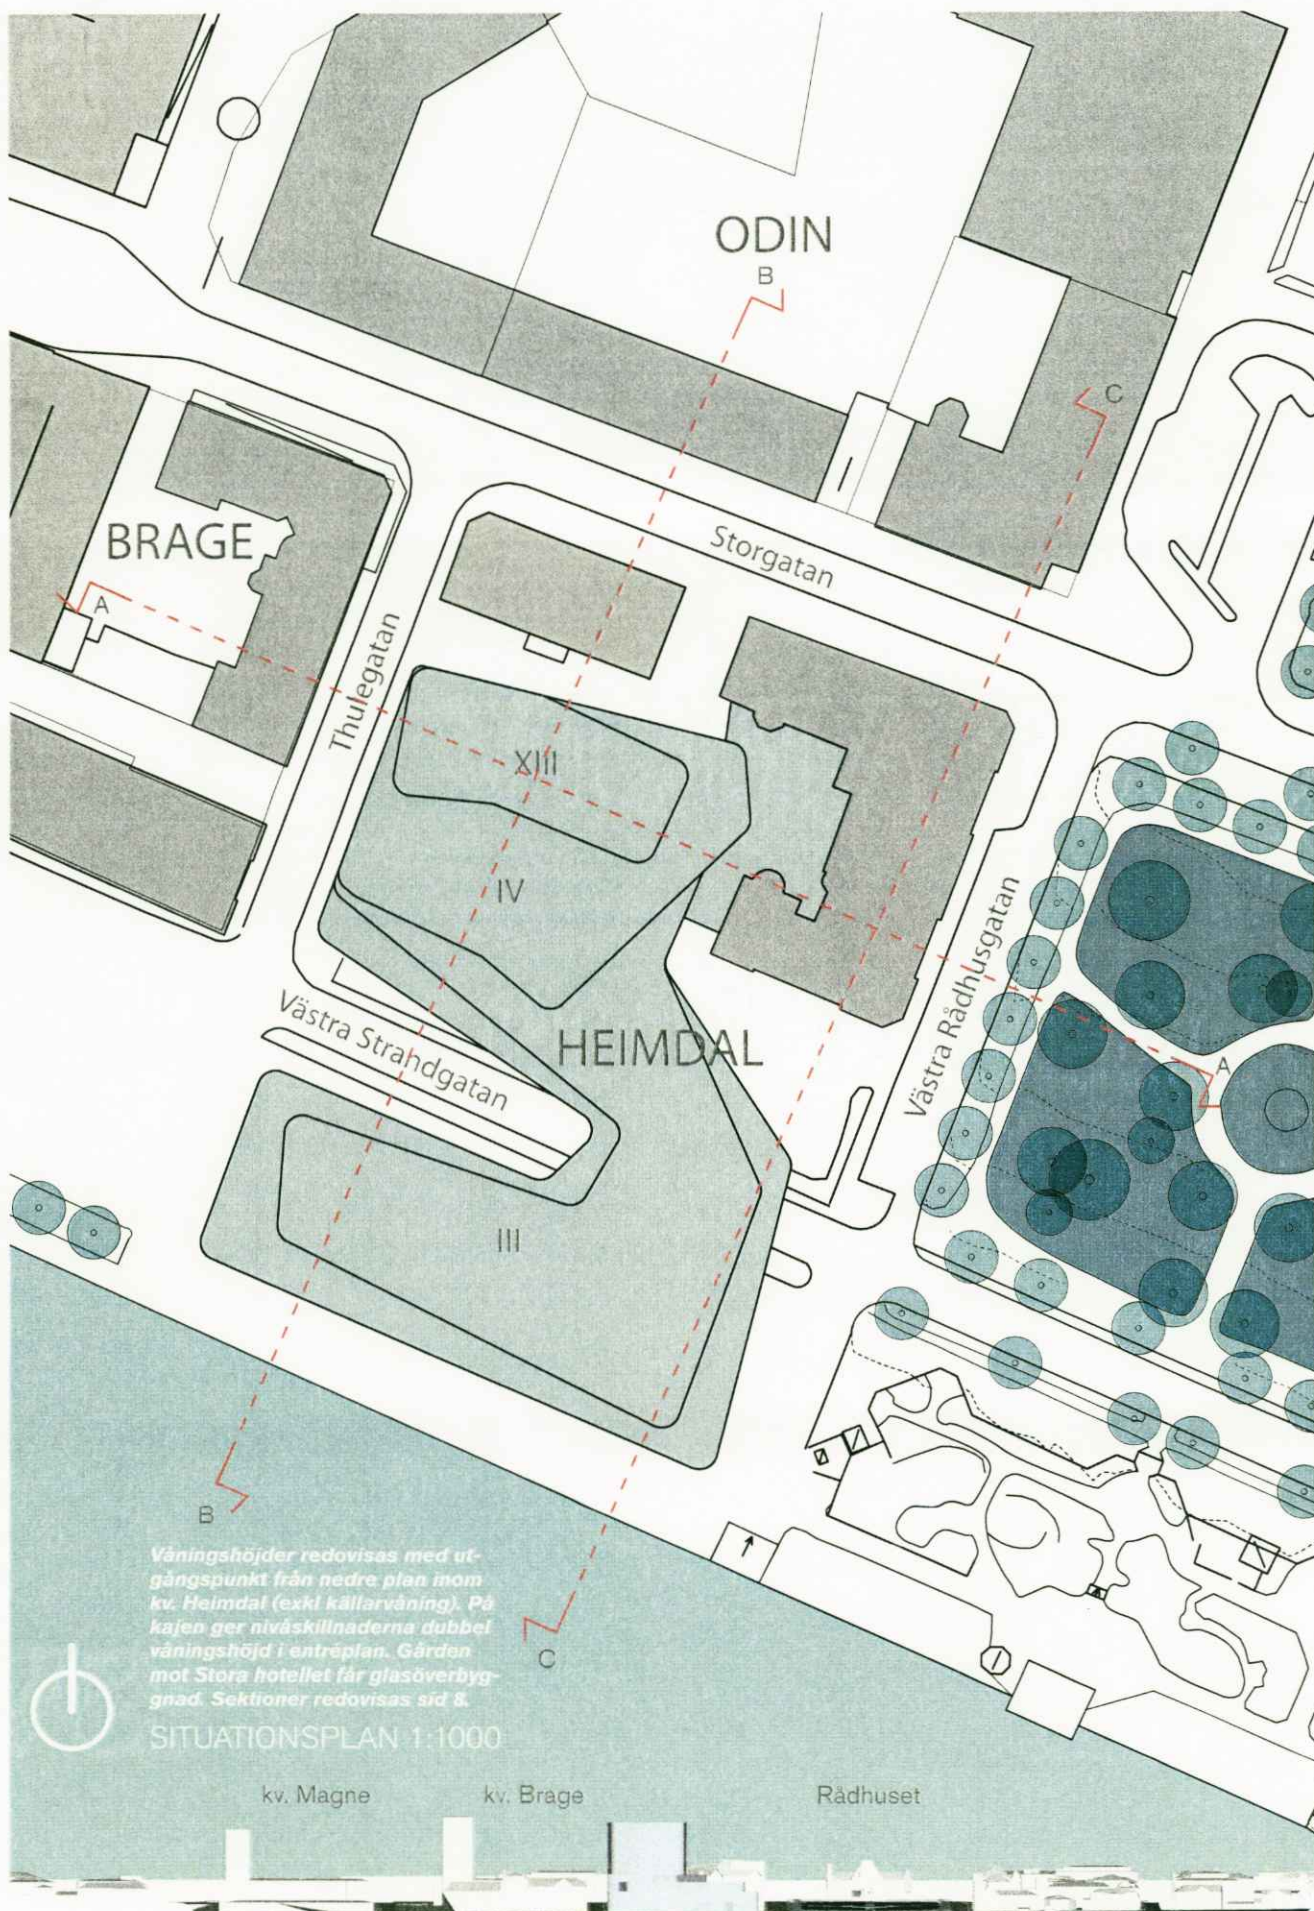 ODIN
B
C
Storgatan
BRAGE
A
Thulegatan
XIII
IV
Västra Rådhusgatan
Västra Strandgatan
HEIMDAL
A
III
B
C
Våningshöjder redovisas med ut-
gångspunkt från nedre plan inom
kv. Heimdal (exkl källarvåning). På
kajen ger nivåskillnaderna dubbel
våningshöjd i entréplan. Gården
mot Stora hotellet får glasöverbyg-
gnad. Sektioner redovisas sid 8.
SITUATIONSPLAN 1:1000
kv. Magne
kv. Brage
Rådhuset